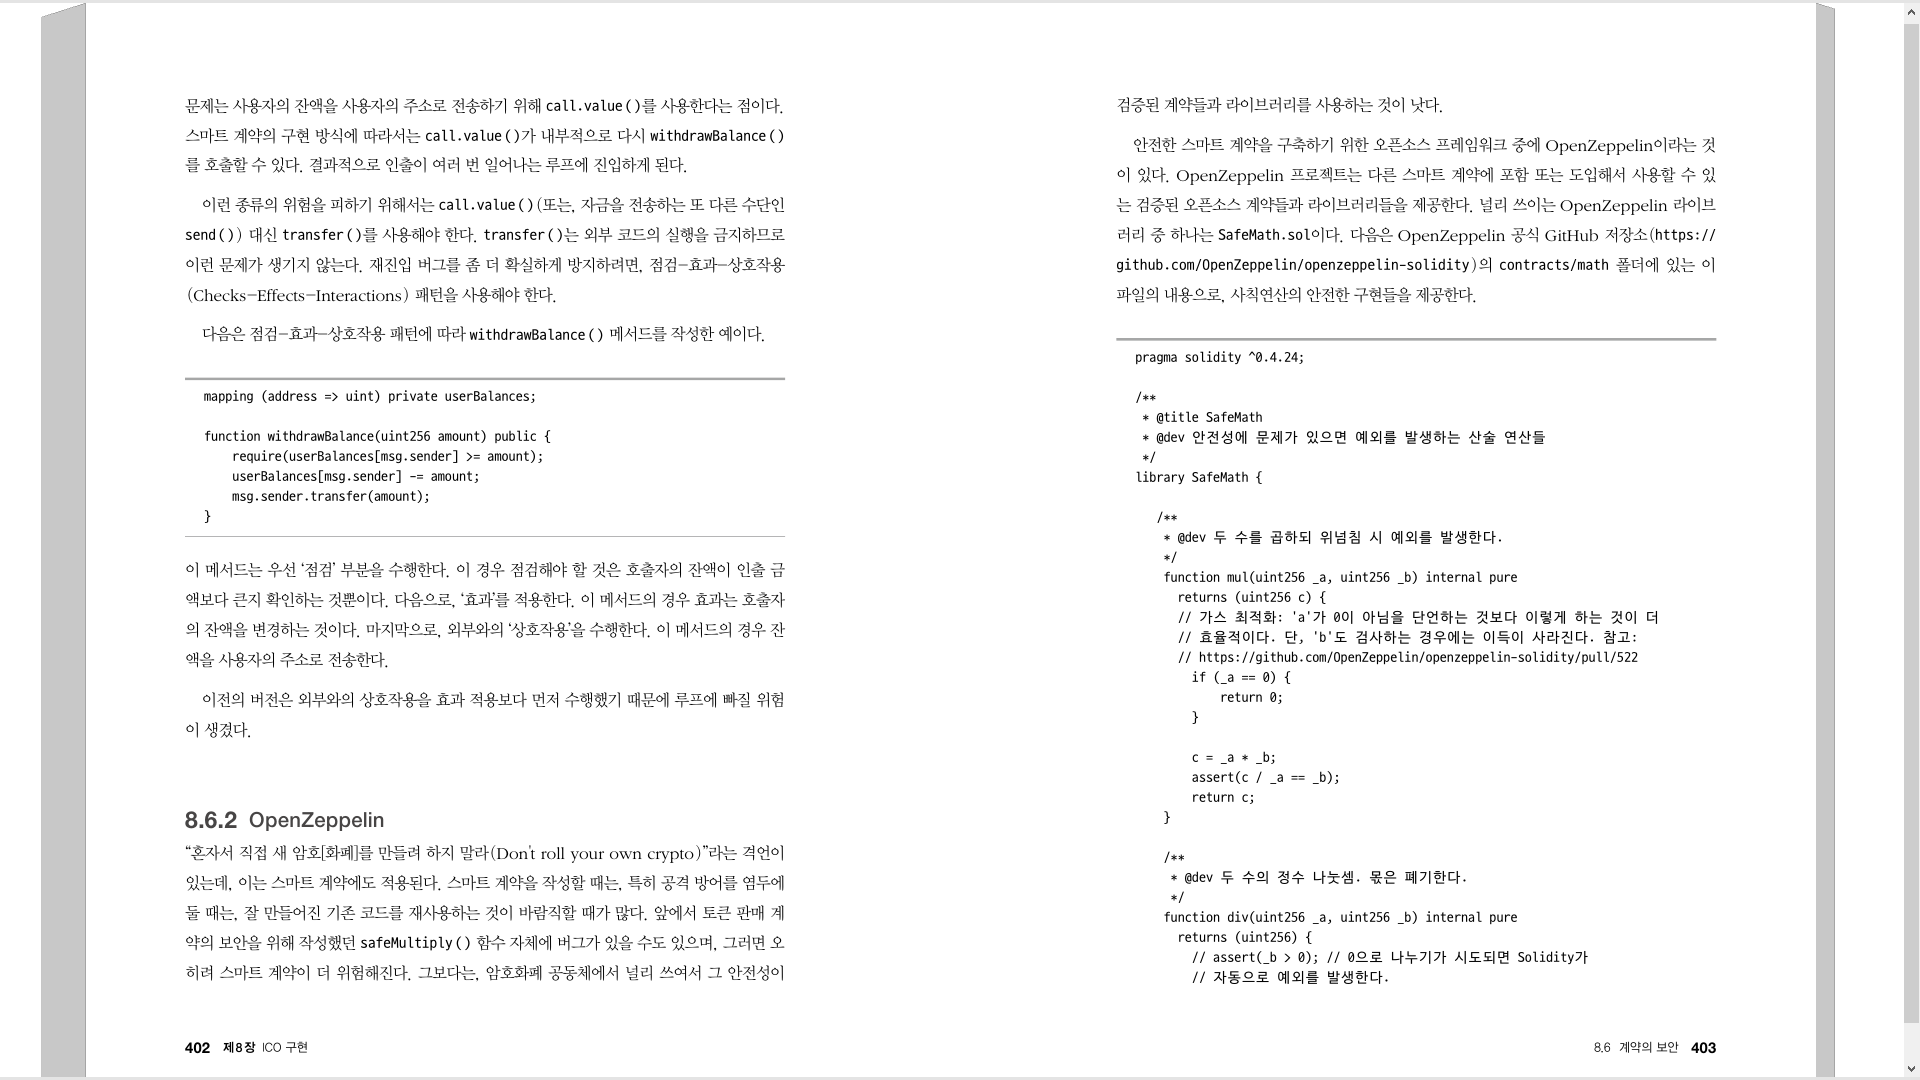 문제는 사용자의 잔액을 사용자의 주소로 전송하기 위해 call.value()를 사용한다는 점이다.
스마트 계약의 구현 방식에 따라서는 call.value()가 내부적으로 다시 withdrawBalance()
를 호출할 수 있다. 결과적으로 인출이 여러 번 일어나는 루프에 진입하게 된다.
이런 종류의 위험을 피하기 위해서는 call.value()(또는, 자금을 전송하는 또 다른 수단인
send()) 대신 transfer()를 사용해야 한다. transfer()는 외부 코드의 실행을 금지하므로
이런 문제가 생기지 않는다. 재진입 버그를 좀 더 확실하게 방지하려면, 점검–효과–상호작용
(Checks–Effects–Interactions) 패턴을 사용해야 한다.
다음은 점검–효과–상호작용 패턴에 따라 withdrawBalance() 메서드를 작성한 예이다.
mapping (address => uint) private userBalances;
function withdrawBalance(uint256 amount) public {
require(userBalances[msg.sender] >= amount);
userBalances[msg.sender] -= amount;
msg.sender.transfer(amount);
}
이 메서드는 우선 ‘점검’ 부분을 수행한다. 이 경우 점검해야 할 것은 호출자의 잔액이 인출 금
액보다 큰지 확인하는 것뿐이다. 다음으로, ‘효과’를 적용한다. 이 메서드의 경우 효과는 호출자
의 잔액을 변경하는 것이다. 마지막으로, 외부와의 ‘상호작용’을 수행한다. 이 메서드의 경우 잔
액을 사용자의 주소로 전송한다.
이전의 버전은 외부와의 상호작용을 효과 적용보다 먼저 수행했기 때문에 루프에 빠질 위험
이 생겼다.
8.6.2 OpenZeppelin
“혼자서 직접 새 암호[화폐]를 만들려 하지 말라(Don't roll your own crypto)”라는 격언이
있는데, 이는 스마트 계약에도 적용된다. 스마트 계약을 작성할 때는, 특히 공격 방어를 염두에
둘 때는, 잘 만들어진 기존 코드를 재사용하는 것이 바람직할 때가 많다. 앞에서 토큰 판매 계
약의 보안을 위해 작성했던 safeMultiply() 함수 자체에 버그가 있을 수도 있으며, 그러면 오
히려 스마트 계약이 더 위험해진다. 그보다는, 암호화폐 공동체에서 널리 쓰여서 그 안전성이
402 제8장 ICO 구현
검증된 계약들과 라이브러리를 사용하는 것이 낫다.
안전한 스마트 계약을 구축하기 위한 오픈소스 프레임워크 중에 OpenZeppelin이라는 것
이 있다. OpenZeppelin 프로젝트는 다른 스마트 계약에 포함 또는 도입해서 사용할 수 있
는 검증된 오픈소스 계약들과 라이브러리들을 제공한다. 널리 쓰이는 OpenZeppelin 라이브
러리 중 하나는 SafeMath.sol이다. 다음은 OpenZeppelin 공식 GitHub 저장소(https://
github.com/OpenZeppelin/openzeppelin-solidity)의 contracts/math 폴더에 있는 이
파일의 내용으로, 사칙연산의 안전한 구현들을 제공한다.
pragma solidity ^0.4.24;
/**
* @title SafeMath
* @dev 안전성에 문제가 있으면 예외를 발생하는 산술 연산들
*/
library SafeMath {
/**
* @dev 두 수를 곱하되 위넘침 시 예외를 발생한다.
*/
function mul(uint256 _a, uint256 _b) internal pure
returns (uint256 c) {
// 가스 최적화: 'a'가 0이 아님을 단언하는 것보다 이렇게 하는 것이 더
// 효율적이다. 단, 'b'도 검사하는 경우에는 이득이 사라진다. 참고:
// https://github.com/OpenZeppelin/openzeppelin-solidity/pull/522
if (_a == 0) {
return 0;
}
c = _a * _b;
assert(c / _a == _b);
return c;
}
/**
* @dev 두 수의 정수 나눗셈. 몫은 폐기한다.
*/
function div(uint256 _a, uint256 _b) internal pure
returns (uint256) {
// assert(_b > 0); // 0으로 나누기가 시도되면 Solidity가
// 자동으로 예외를 발생한다.
8.6 계약의 보안 403